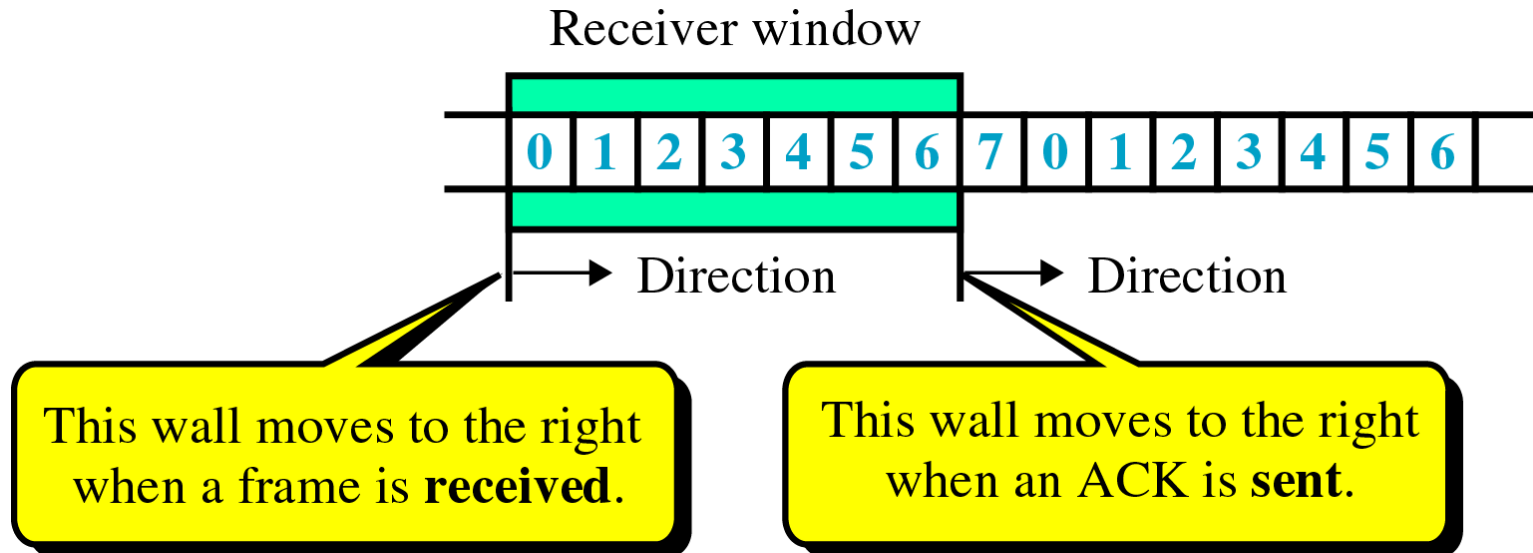 Receiver window
0 1 2 3 4 5 6 7 0 1 2 3 4 5 6
Direction Direction
This wall moves to the right
when a frame is received.
This wall moves to the right
when an ACK is sent.